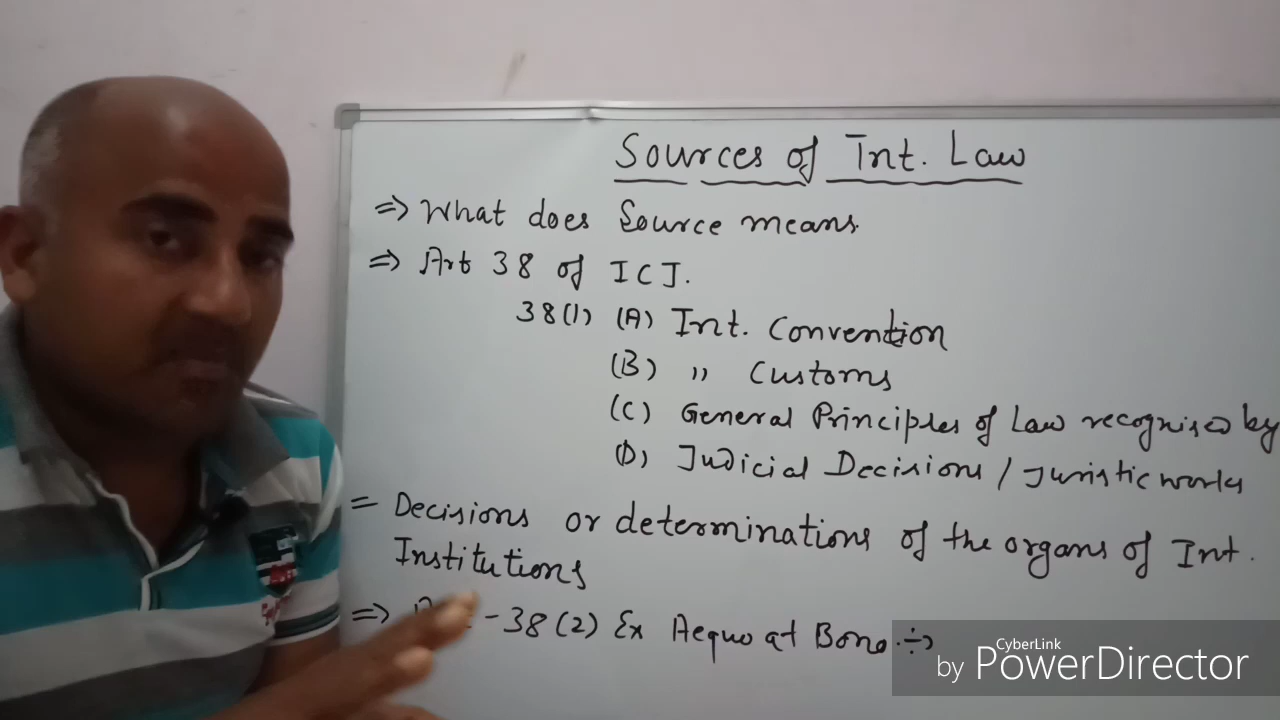 Sources of Int. Law
⇒ What does Source means.
⇒ Art 38 of ICJ.
38(1) (A) Int. Convention
(B) ,, Customs
(C) General Principles of Law recognised by
(D) Judicial Decisions / Juristic works
= Decisions or determinations of the organs of Int.
Institutions
⇒ -38(2) Ex Aequo at Bono ÷
CyberLink
by PowerDirector